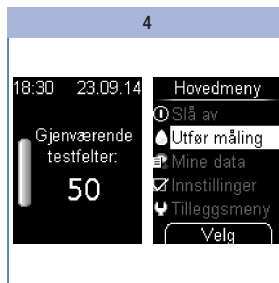 4
18:30 23.09.14
Gjenværende
testfelter:
50
Hovedmeny
Slå av
Utfør måling
Mine data
Innstillinger
Tilleggsmeny
Velg